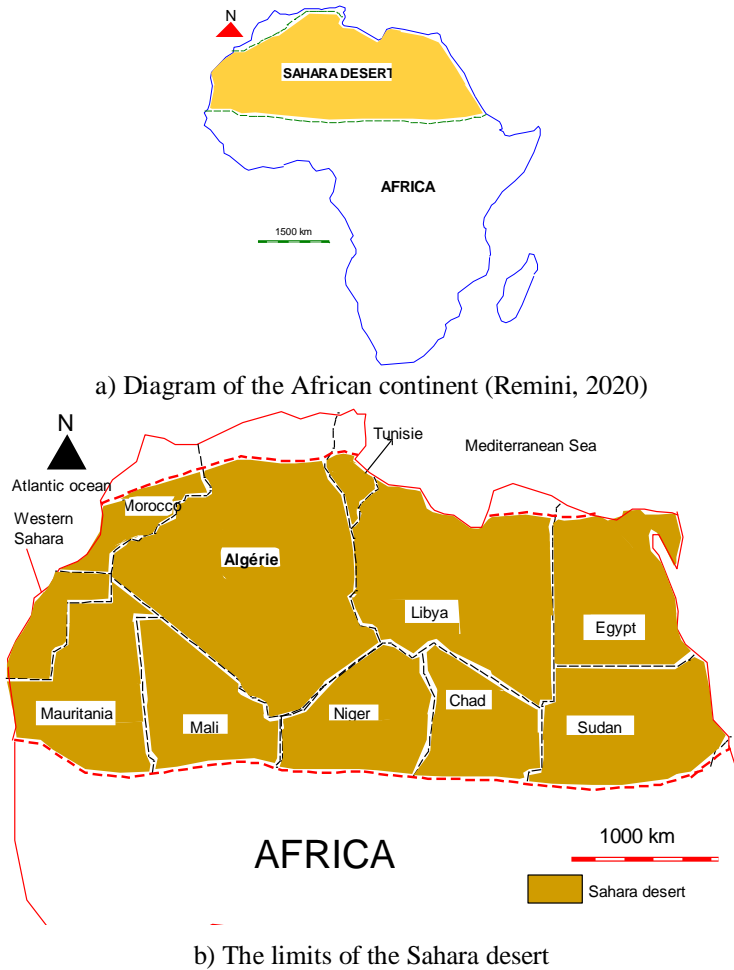 N
SAHARA DESERT
AFRICA
1500 km
a) Diagram of the African continent (Remini, 2020)
N
Tunisie
Mediterranean Sea
Atlantic ocean
Morocco
Western
Sahara
Algérie
Libya
Egypt
Mauritania
Mali
Niger
Chad
Sudan
AFRICA
1000 km
Sahara desert
b) The limits of the Sahara desert